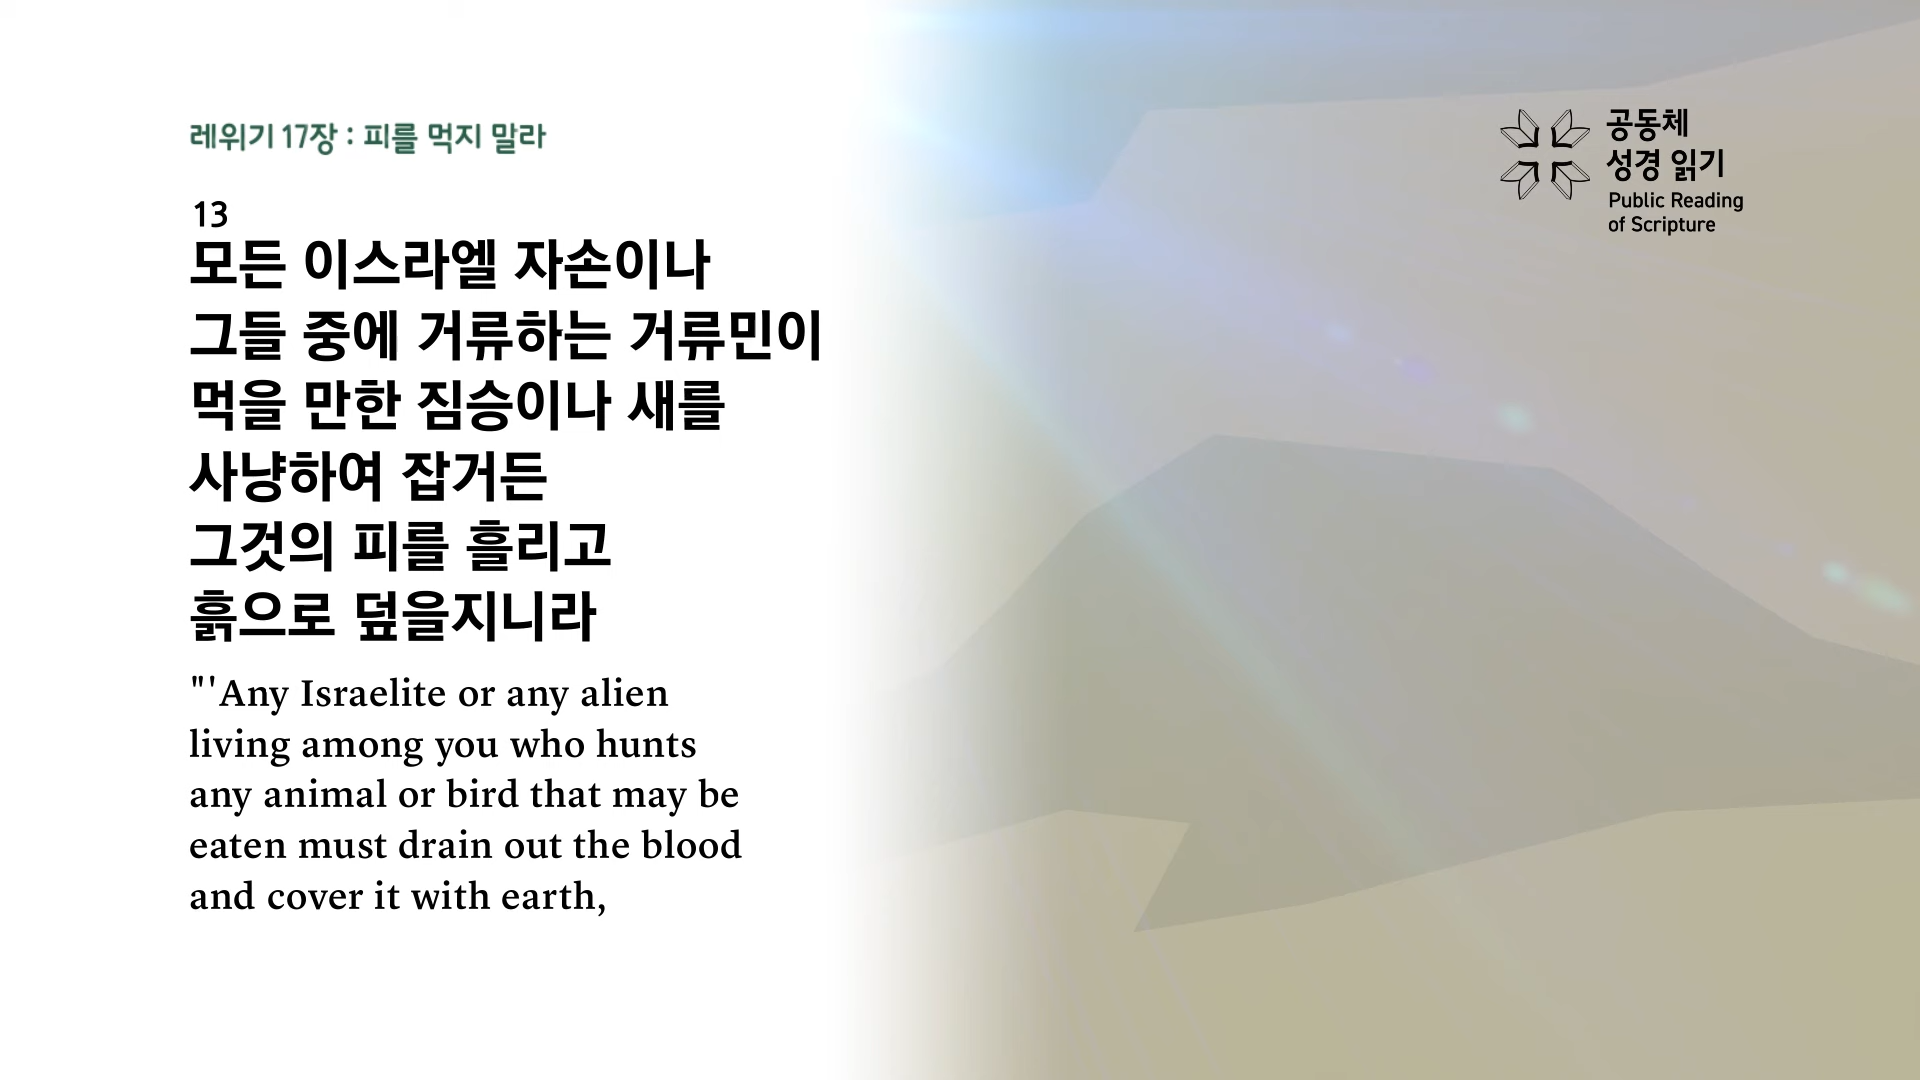 레위기 17장 : 피를 먹지 말라
13
모든 이스라엘 자손이나
그들 중에 거류하는 거류민이
먹을 만한 짐승이나 새를
사냥하여 잡거든
그것의 피를 흘리고
흙으로 덮을지니라
"'Any Israelite or any alien
living among you who hunts
any animal or bird that may be
eaten must drain out the blood
and cover it with earth,
공동체
성경 읽기
Public Reading
of Scripture